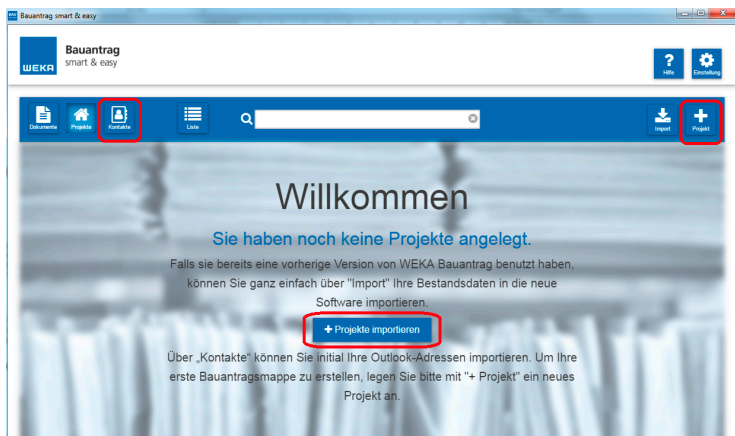 WEKA Bauantrag smart & easy
WEKA
Bauantrag
smart & easy
Hilfe
Einstellung
Dokumente
Projekte
Kontakte
Liste
Import
Projekt
Willkommen
Sie haben noch keine Projekte angelegt.
Falls sie bereits eine vorherige Version von WEKA Bauantrag benutzt haben,
können Sie ganz einfach über "Import" Ihre Bestandsdaten in die neue
Software importieren.
+ Projekte importieren
Über „Kontakte“ können Sie initial Ihre Outlook-Adressen importieren. Um Ihre
erste Bauantragsmappe zu erstellen, legen Sie bitte mit "+ Projekt" ein neues
Projekt an.